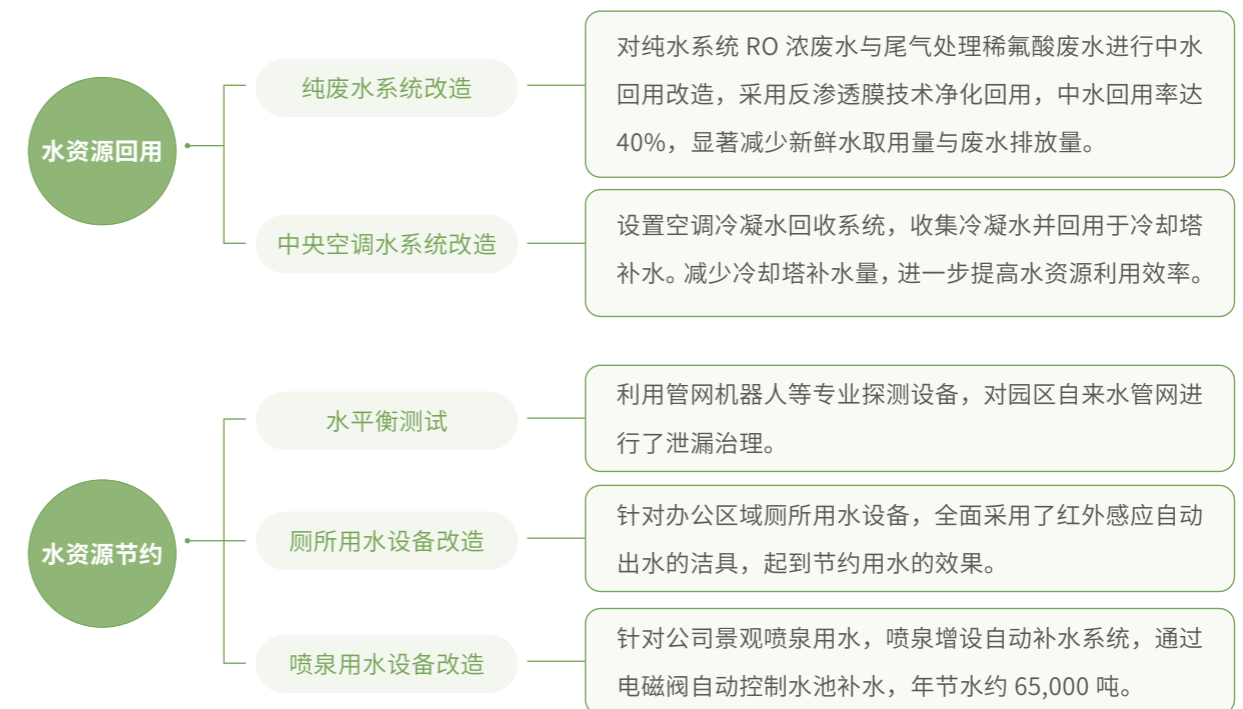 水资源回用
纯废水系统改造
对纯水系统 RO 浓废水与尾气处理稀氟酸废水进行中水
回用改造，采用反渗透膜技术净化回用，中水回用率达
40%，显著减少新鲜水取用量与废水排放量。
中央空调水系统改造
设置空调冷凝水回收系统，收集冷凝水并回用于冷却塔
补水。减少冷却塔补水量，进一步提高水资源利用效率。
水资源节约
水平衡测试
利用管网机器人等专业探测设备，对园区自来水管网进
行了泄漏治理。
厕所用水设备改造
针对办公区域厕所用水设备，全面采用了红外感应自动
出水的洁具，起到节约用水的效果。
喷泉用水设备改造
针对公司景观喷泉用水，喷泉增设自动补水系统，通过
电磁阀自动控制水池补水，年节水约 65,000 吨。